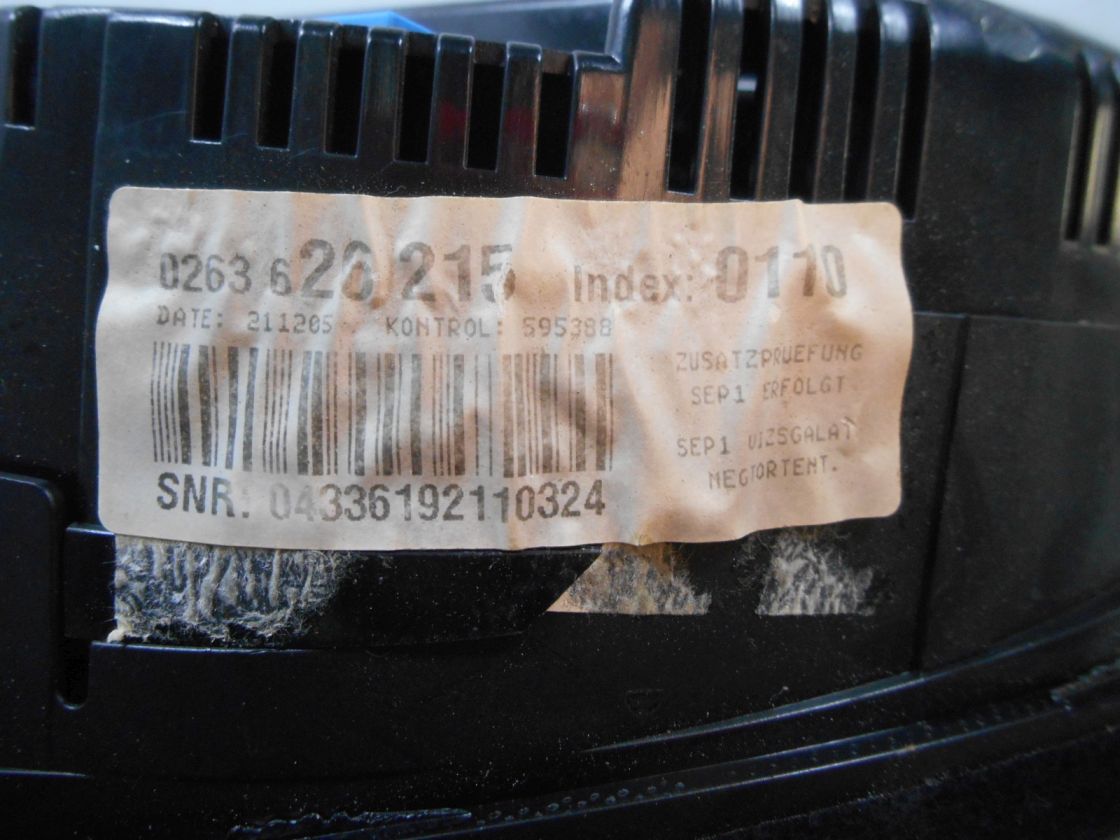 0263 626 215 Index: 0110
DATE: 211205 KONTROL: 595388
ZUSATZPRUEFUNG
SEP1 ERFOLGT
SEP1 VIZSGALAT
MEGTORTENT.
SNR: 04336192110324